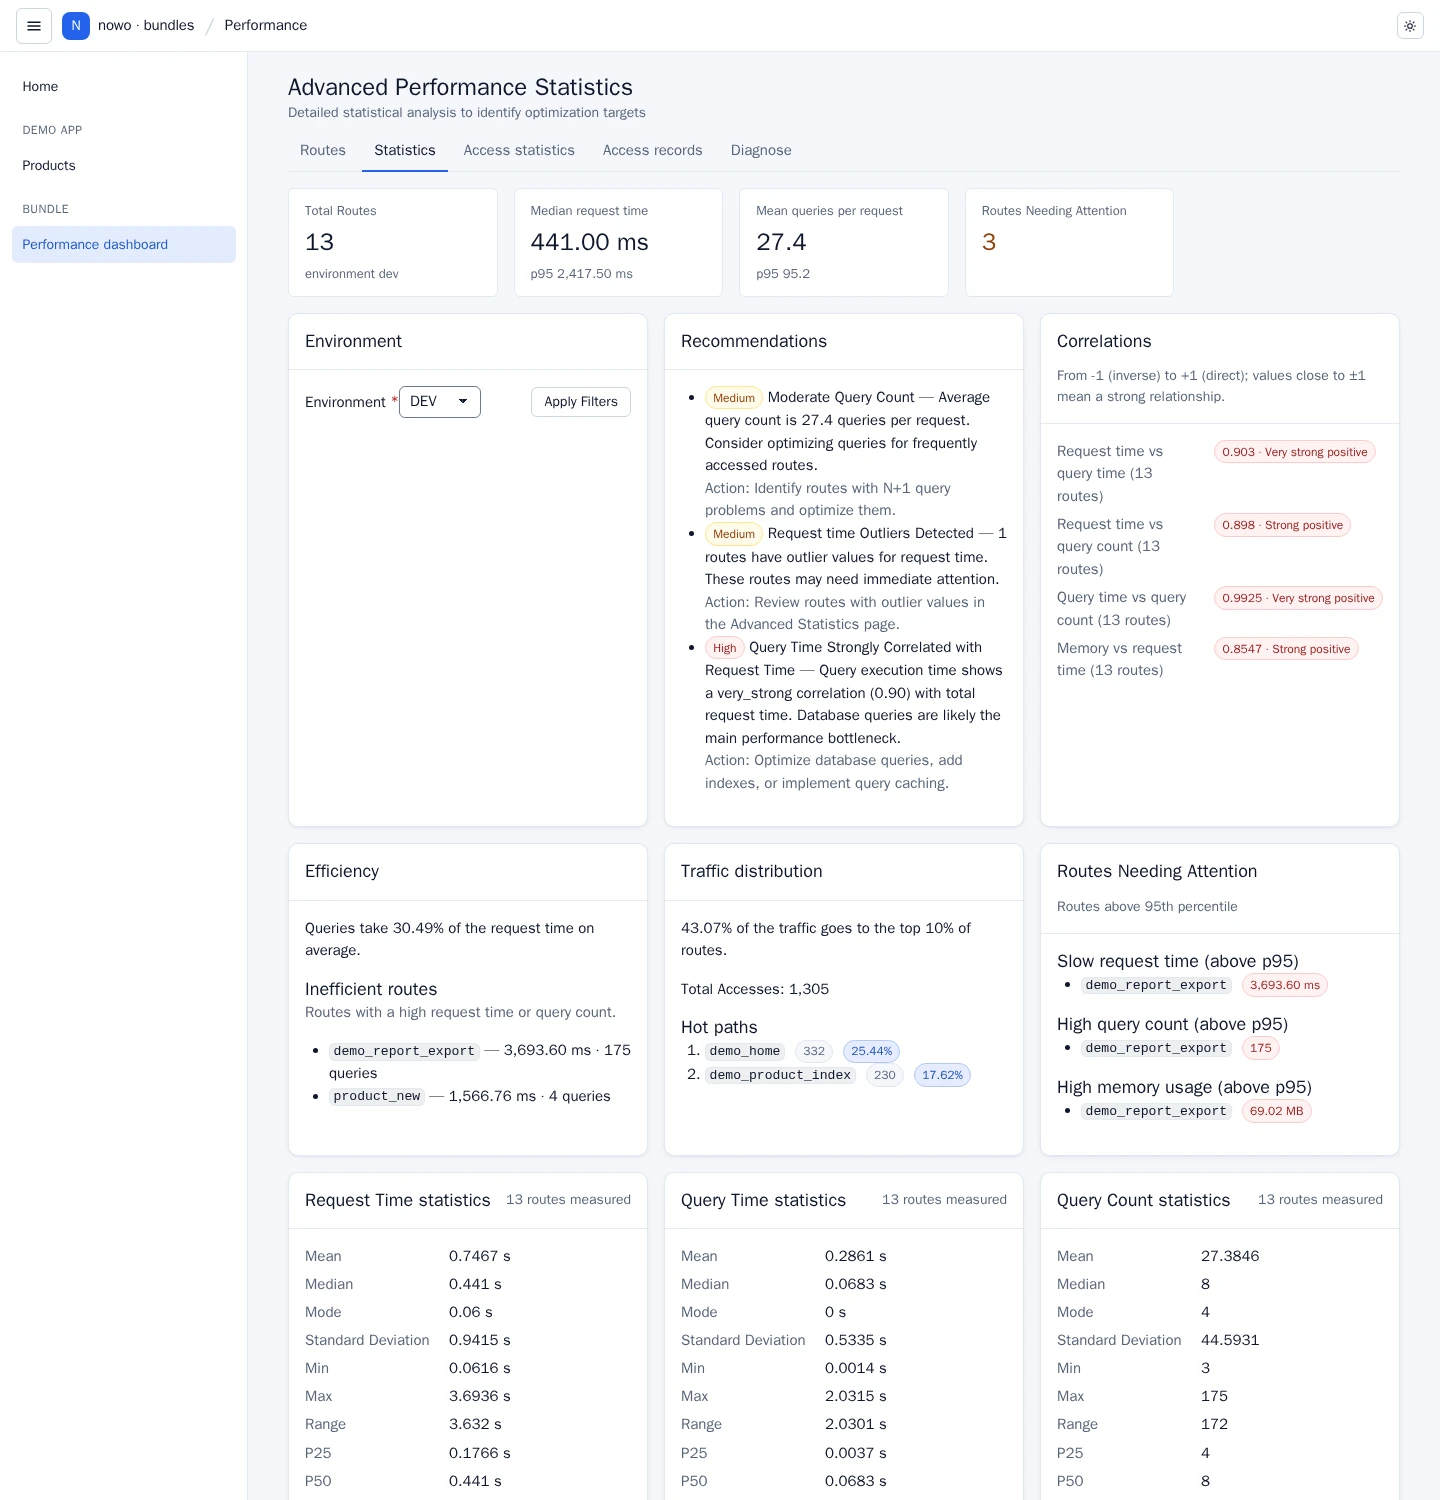 N nowo · bundles / Performance
Home
DEMO APP
Products
BUNDLE
Performance dashboard
Advanced Performance Statistics
Detailed statistical analysis to identify optimization targets
Routes Statistics Access statistics Access records Diagnose
Total Routes
13
environment dev
Median request time
441.00 ms
p95 2,417.50 ms
Mean queries per request
27.4
p95 95.2
Routes Needing Attention
3
Environment
Environment * DEV Apply Filters
Recommendations
• Medium Moderate Query Count — Average
query count is 27.4 queries per request.
Consider optimizing queries for frequently
accessed routes.
Action: Identify routes with N+1 query
problems and optimize them.
• Medium Request time Outliers Detected — 1
routes have outlier values for request time.
These routes may need immediate attention.
Action: Review routes with outlier values in
the Advanced Statistics page.
• High Query Time Strongly Correlated with
Request Time — Query execution time shows
a very_strong correlation (0.90) with total
request time. Database queries are likely the
main performance bottleneck.
Action: Optimize database queries, add
indexes, or implement query caching.
Correlations
From -1 (inverse) to +1 (direct); values close to ±1
mean a strong relationship.
Request time vs
query time (13
routes)
0.903 · Very strong positive
Request time vs
query count (13
routes)
0.898 · Strong positive
Query time vs query
count (13 routes)
0.9925 · Very strong positive
Memory vs request
time (13 routes)
0.8547 · Strong positive
Efficiency
Queries take 30.49% of the request time on
average.
Inefficient routes
Routes with a high request time or query count.
• demo_report_export — 3,693.60 ms · 175
queries
• product_new — 1,566.76 ms · 4 queries
Traffic distribution
43.07% of the traffic goes to the top 10% of
routes.
Total Accesses: 1,305
Hot paths
1. demo_home 332 25.44%
2. demo_product_index 230 17.62%
Routes Needing Attention
Routes above 95th percentile
Slow request time (above p95)
• demo_report_export 3,693.60 ms
High query count (above p95)
• demo_report_export 175
High memory usage (above p95)
• demo_report_export 69.02 MB
Request Time statistics 13 routes measured
Mean 0.7467 s
Median 0.441 s
Mode 0.06 s
Standard Deviation 0.9415 s
Min 0.0616 s
Max 3.6936 s
Range 3.632 s
P25 0.1766 s
P50 0.441 s
Query Time statistics 13 routes measured
Mean 0.2861 s
Median 0.0683 s
Mode 0 s
Standard Deviation 0.5335 s
Min 0.0014 s
Max 2.0315 s
Range 2.0301 s
P25 0.0037 s
P50 0.0683 s
Query Count statistics 13 routes measured
Mean 27.3846
Median 8
Mode 4
Standard Deviation 44.5931
Min 3
Max 175
Range 172
P25 4
P50 8